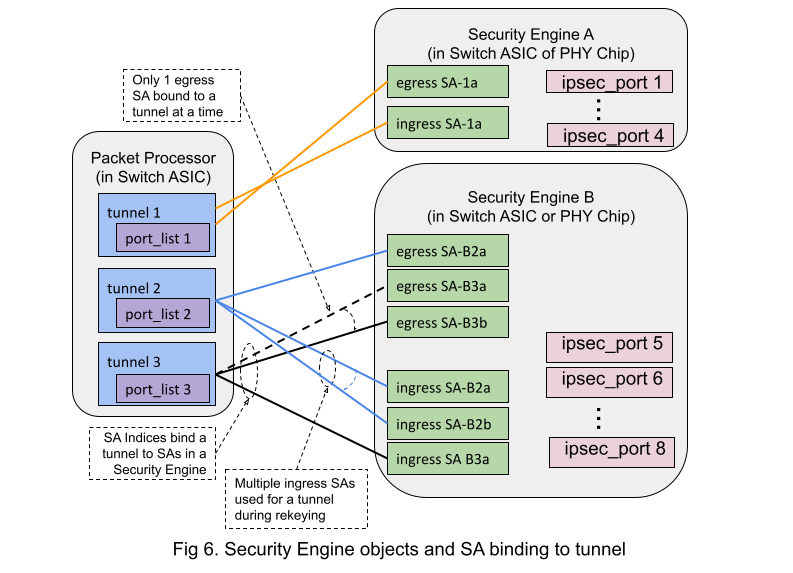 Security Engine A
(in Switch ASIC of PHY Chip)
egress SA-1a
ipsec_port 1
ingress SA-1a
ipsec_port 4
Only 1 egress
SA bound to a
tunnel at a time
Packet Processor
(in Switch ASIC)
tunnel 1
port_list 1
tunnel 2
port_list 2
tunnel 3
port_list 3
Security Engine B
(in Switch ASIC or PHY Chip)
egress SA-B2a
egress SA-B3a
egress SA-B3b
ipsec_port 5
ingress SA-B2a
ipsec_port 6
ingress SA-B2b
ingress SA B3a
ipsec_port 8
SA Indices bind a
tunnel to SAs in a
Security Engine
Multiple ingress SAs
used for a tunnel
during rekeying
Fig 6. Security Engine objects and SA binding to tunnel